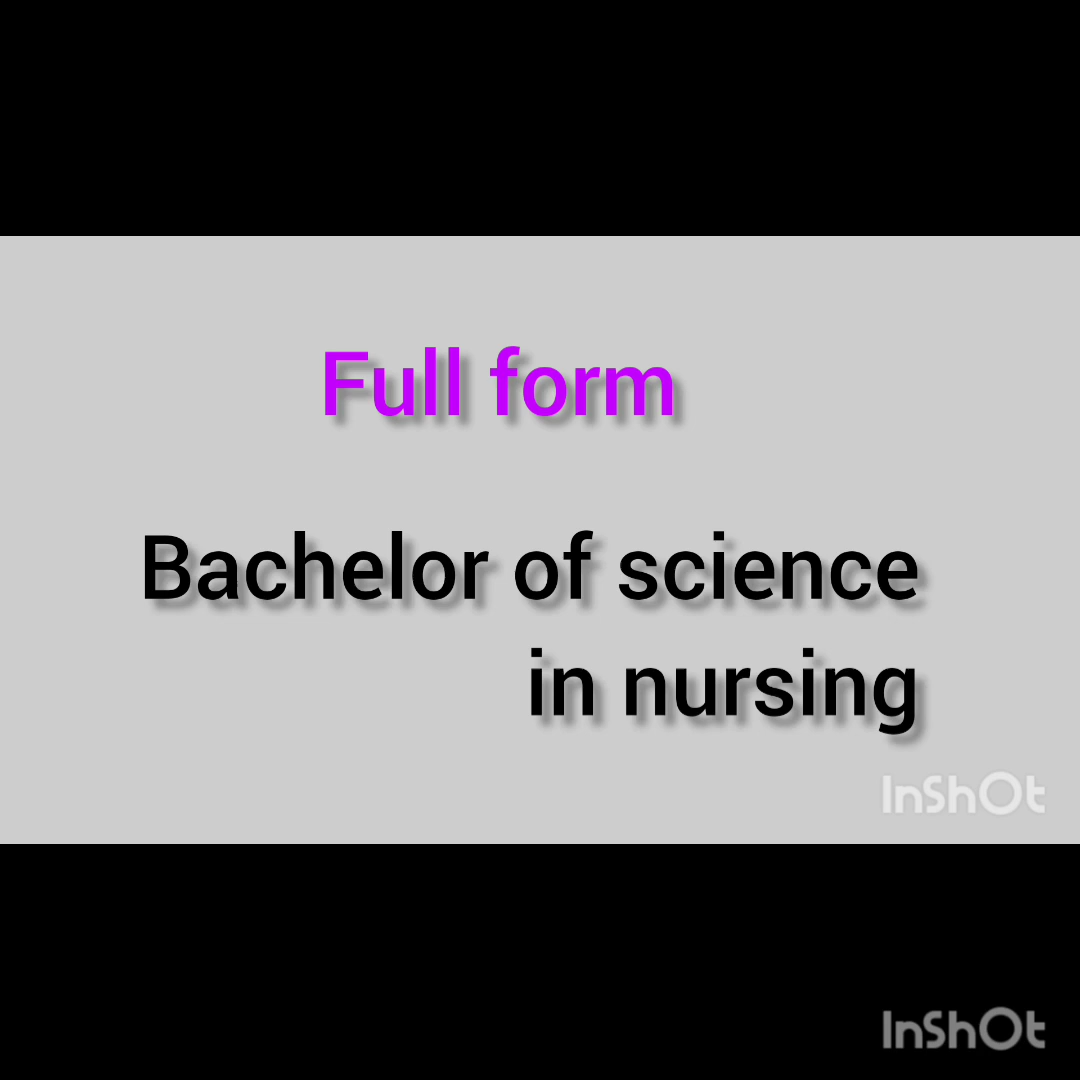 Full form
Bachelor of science
in nursing
InShOt
InShOt